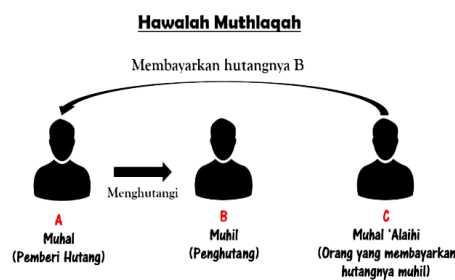 Hawalah Muthlaqah
Membayarkan hutangnya B
Menghutangi
A
Muhal
(Pemberi Hutang)
B
Muhil
(Penghutang)
C
Muhal ‘Alaihi
(Orang yang membayarkan
hutangnya muhil)